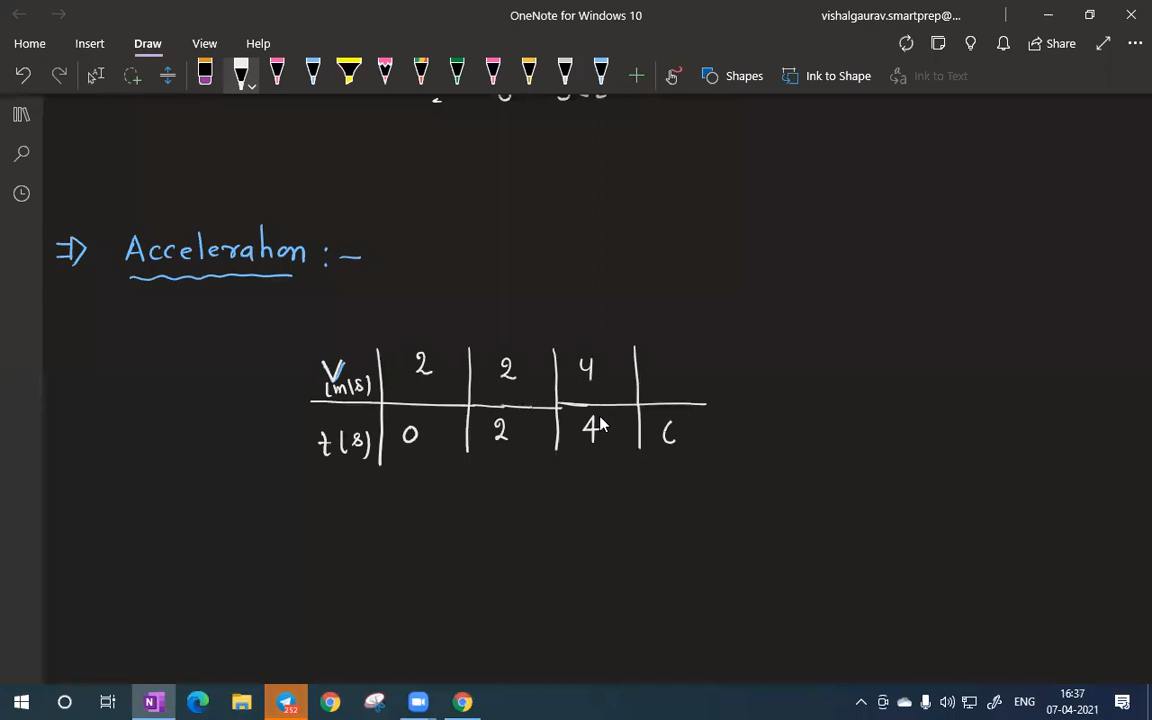 OneNote for Windows 10
vishalgaurav.smartprep@...
Home Insert Draw View Help
Share
Shapes
Ink to Shape
Ink to Text
⇒ Acceleration :-
V (m/s) 2 2 4
t(s) 0 2 4
252
ENG
16:37
07-04-2021